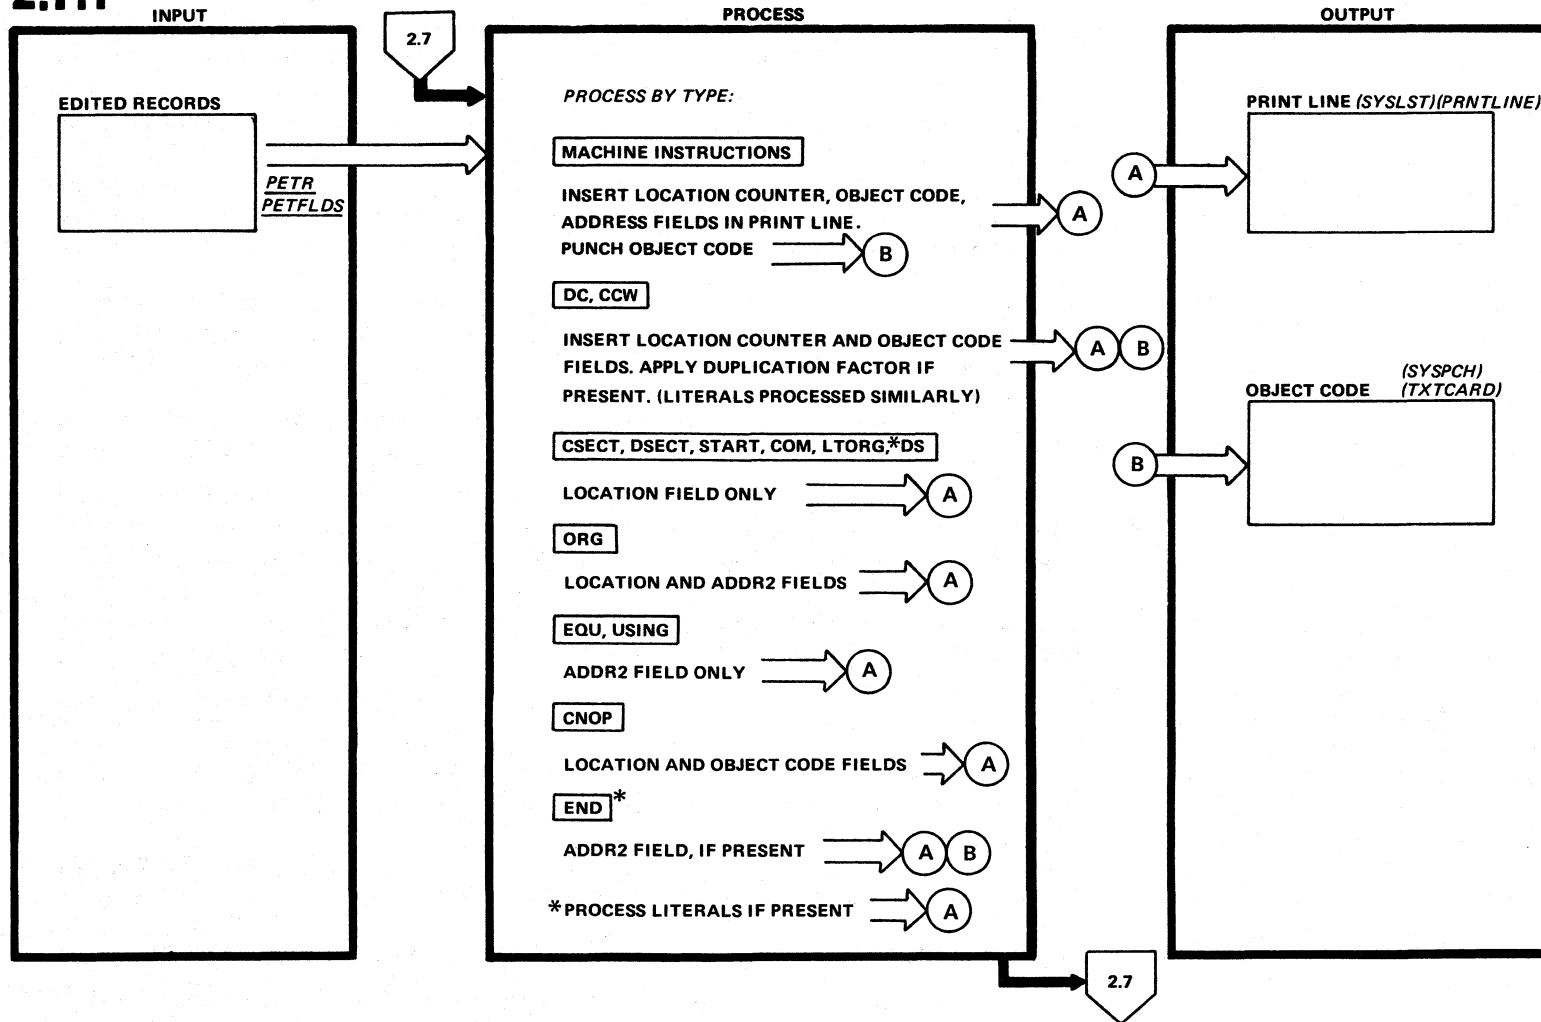 INPUT
PROCESS
OUTPUT
2.7
EDITED RECORDS
PETR
PETFLDS
PROCESS BY TYPE:
MACHINE INSTRUCTIONS
INSERT LOCATION COUNTER, OBJECT CODE,
ADDRESS FIELDS IN PRINT LINE.
A
PUNCH OBJECT CODE
B
DC, CCW
INSERT LOCATION COUNTER AND OBJECT CODE
FIELDS. APPLY DUPLICATION FACTOR IF
PRESENT. (LITERALS PROCESSED SIMILARLY)
A B
CSECT, DSECT, START, COM, LTORG,*DS
LOCATION FIELD ONLY
A
ORG
LOCATION AND ADDR2 FIELDS
A
EQU, USING
ADDR2 FIELD ONLY
A
CNOP
LOCATION AND OBJECT CODE FIELDS
A
END*
ADDR2 FIELD, IF PRESENT
A B
*PROCESS LITERALS IF PRESENT
A
2.7
PRINT LINE (SYSLST)(PRNTLINE)
A
OBJECT CODE (SYSPCH)
(TXTCARD)
B